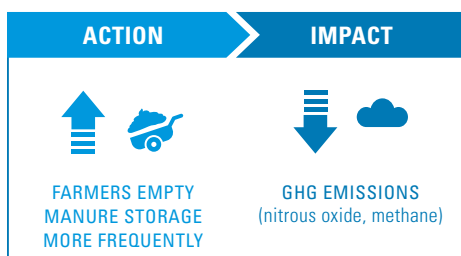 ACTION
IMPACT
FARMERS EMPTY
MANURE STORAGE
MORE FREQUENTLY
GHG EMISSIONS
(nitrous oxide, methane)